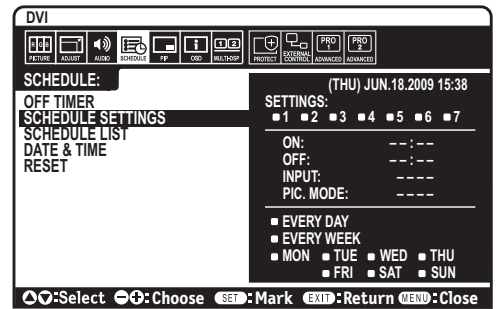 DVI
RGB
PICTURE ADJUST AUDIO SCHEDULE PIP OSD MULTI-DSP PROTECT EXTERNAL CONTROL PRO 1 ADVANCED PRO 2 ADVANCED
SCHEDULE:
OFF TIMER
SCHEDULE SETTINGS
SCHEDULE LIST
DATE & TIME
RESET
(THU) JUN.18.2009 15:38
SETTINGS:
1 2 3 4 5 6 7
ON: --:--
OFF: --:--
INPUT: ----
PIC. MODE: ----
EVERY DAY
EVERY WEEK
MON TUE WED THU
FRI SAT SUN
:Select :Choose SET:Mark EXIT:Return MENU:Close